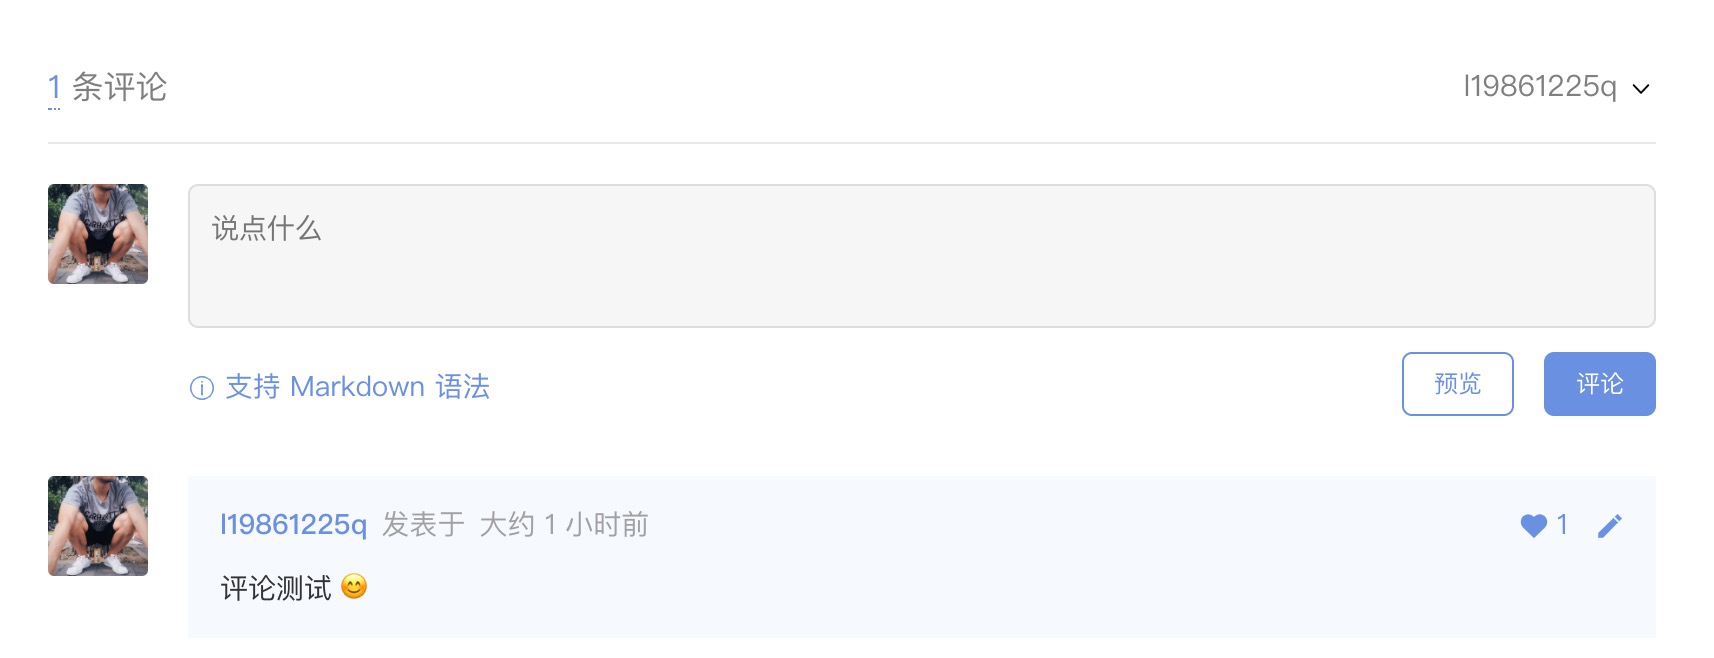 1 条评论
l19861225q
说点什么
支持 Markdown 语法
预览
评论
l19861225q 发表于 大约 1 小时前
1
评论测试 😊